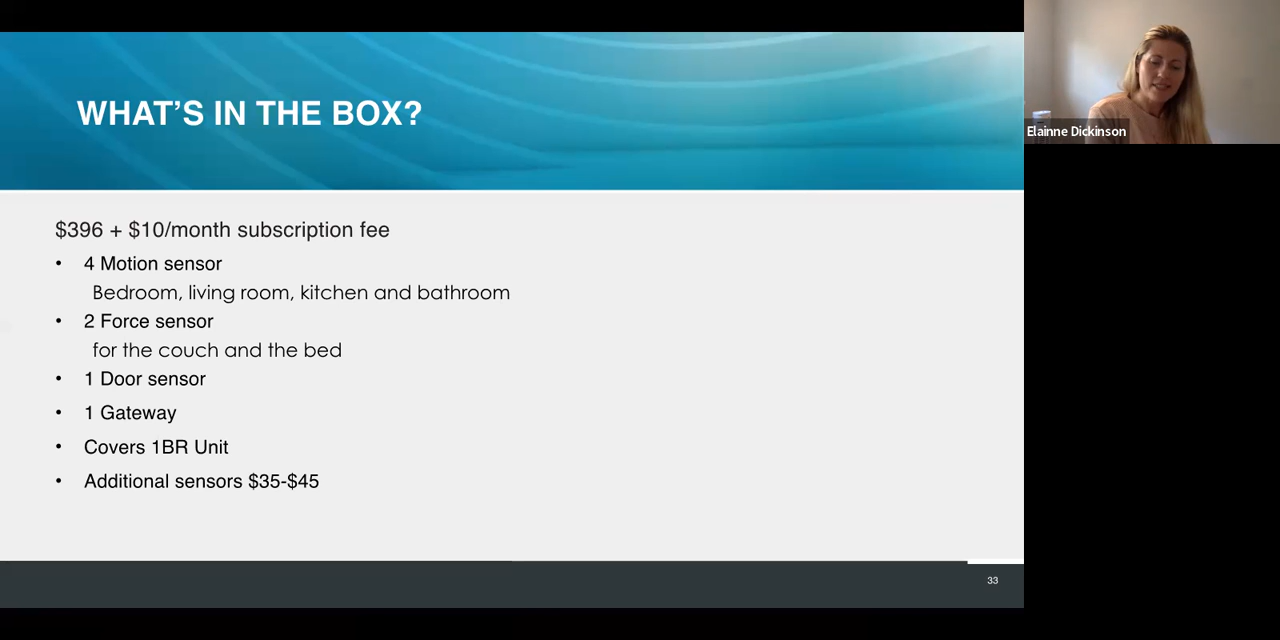 WHAT'S IN THE BOX?
Elainne Dickinson
$396 + $10/month subscription fee
• 4 Motion sensor
Bedroom, living room, kitchen and bathroom
• 2 Force sensor
for the couch and the bed
• 1 Door sensor
• 1 Gateway
• Covers 1BR Unit
• Additional sensors $35-$45
33